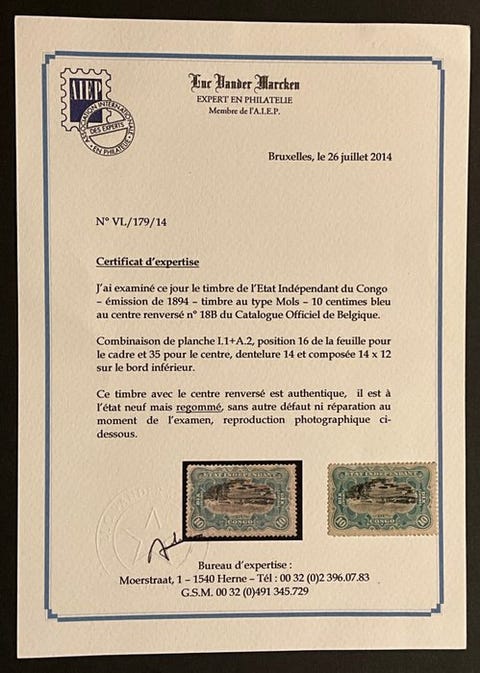 AIEP
ASSOCIATION INTERNATIONALE
DES EXPERTS
EN PHILATELIE
Luc Vander Marcken
EXPERT EN PHILATELIE
Membre de l'A.I.E.P.
Bruxelles, le 26 juillet 2014
N° VL/179/14
Certificat d'expertise
J'ai examiné ce jour le timbre de l'Etat Indépendant du Congo
– émission de 1894 – timbre au type Mols – 10 centimes bleu
au centre renversé n° 18B du Catalogue Officiel de Belgique.
Combinaison de planche I.1+A.2, position 16 de la feuille pour
le cadre et 35 pour le centre, dentelure 14 et composée 14 x 12
sur le bord inférieur.
Ce timbre avec le centre renversé est authentique, il est à
l'état neuf mais regommé, sans autre défaut ni réparation au
moment de l'examen, reproduction photographique ci-
dessous.
ETAT INDEPENDANT
DU
CONGO
10 10
ETAT INDEPENDANT
DU
CONGO
10 10
Bureau d'expertise :
Moerstraat, 1 – 1540 Herne – Tél : 00 32 (0)2 396.07.83
G.S.M. 00 32 (0)491 345.729